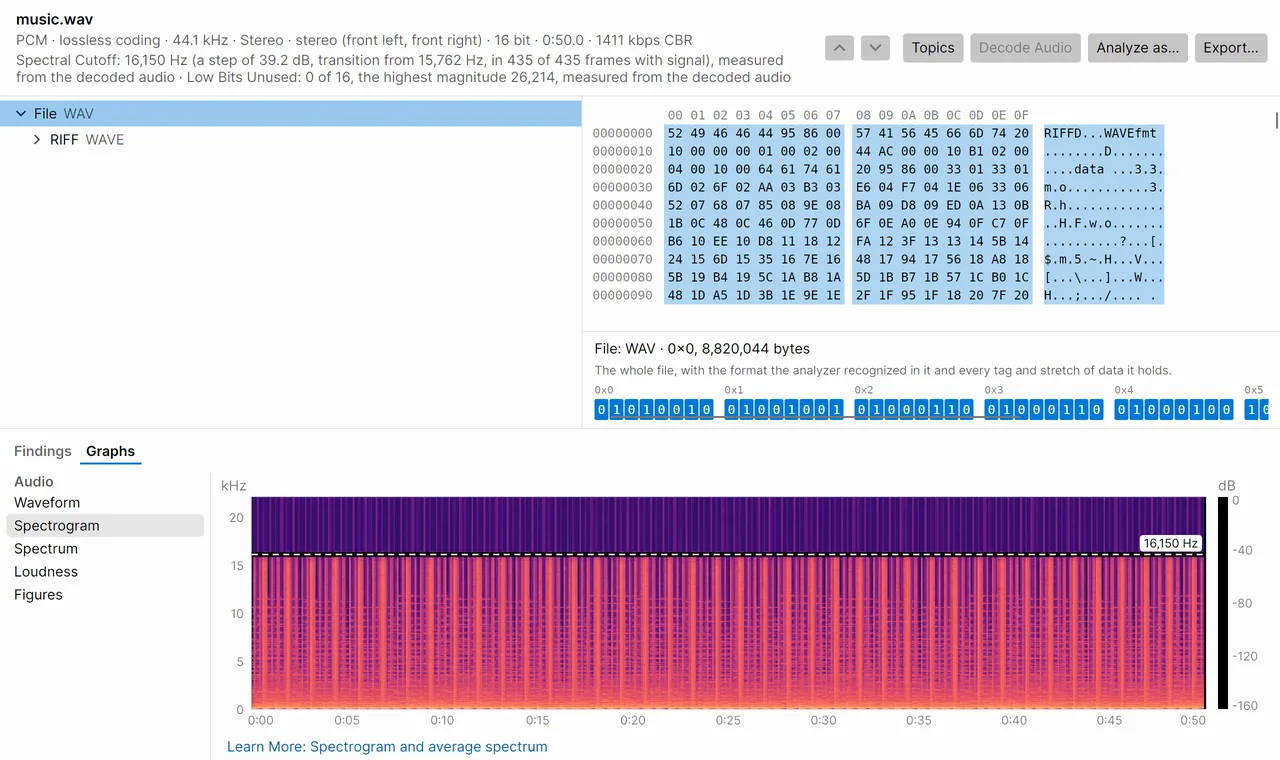 music.wav
PCM · lossless coding · 44.1 kHz · Stereo · stereo (front left, front right) · 16 bit · 0:50.0 · 1411 kbps CBR
Spectral Cutoff: 16,150 Hz (a step of 39.2 dB, transition from 15,762 Hz, in 435 of 435 frames with signal), measured
from the decoded audio · Low Bits Unused: 0 of 16, the highest magnitude 26,214, measured from the decoded audio
Topics Decode Audio Analyze as... Export...
File WAV
RIFF WAVE
00 01 02 03 04 05 06 07 08 09 0A 0B 0C 0D 0E 0F
00000000 52 49 46 46 44 95 86 00 57 41 56 45 66 6D 74 20 RIFFD...WAVEfmt
00000010 10 00 00 00 01 00 02 00 44 AC 00 00 10 B1 02 00 ........D.......
00000020 04 00 10 00 64 61 74 61 20 95 86 00 33 01 33 01 ....data ...3.3.
00000030 6D 02 6F 02 AA 03 B3 03 E6 04 F7 04 1E 06 33 06 m.o...........3.
00000040 52 07 68 07 85 08 9E 08 BA 09 D8 09 ED 0A 13 0B R.h.............
00000050 1B 0C 48 0C 46 0D 77 0D 6F 0E A0 0E 94 0F C7 0F ..H.F.w.o.......
00000060 B6 10 EE 10 D8 11 18 12 FA 12 3F 13 13 14 5B 14 ..........?...[.
00000070 24 15 6D 15 35 16 7E 16 48 17 94 17 56 18 A8 18 $.m.5.~.H...V...
00000080 5B 19 B4 19 5C 1A B8 1A 5D 1B B7 1B 57 1C B0 1C [...\...]...W...
00000090 48 1D A5 1D 3B 1E 9E 1E 2F 1F 95 1F 18 20 7F 20 H...;.../.... .
File: WAV · 0×0, 8,820,044 bytes
The whole file, with the format the analyzer recognized in it and every tag and stretch of data it holds.
0x0 0x1 0x2 0x3 0x4 0x5
01010010 01001001 01000110 01000110 01000100 10
Findings Graphs
Audio
Waveform
Spectrogram
Spectrum
Loudness
Figures
kHz
20
15
10
5
0
16,150 Hz
dB
0
-40
-80
-120
-160
0:00 0:05 0:10 0:15 0:20 0:25 0:30 0:35 0:40 0:45 0:50
Learn More: Spectrogram and average spectrum